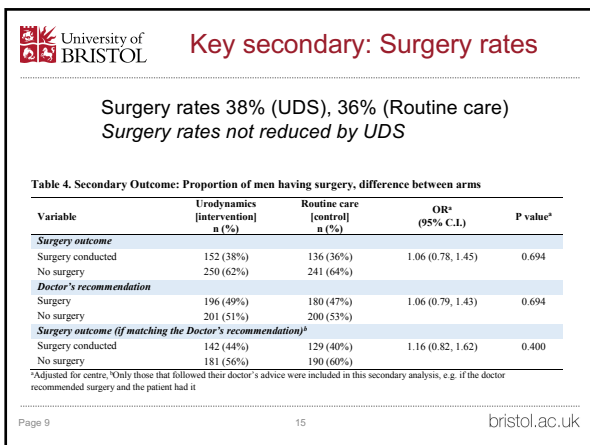 University of
BRISTOL
Key secondary: Surgery rates
Surgery rates 38% (UDS), 36% (Routine care)
Surgery rates not reduced by UDS
Table 4. Secondary Outcome: Proportion of men having surgery, difference between arms
Variable Urodynamics [intervention] n (%) Routine care [control] n (%) ORᵃ (95% C.I.) P valueᵃ
Surgery outcome
Surgery conducted 152 (38%) 136 (36%) 1.06 (0.78, 1.45) 0.694
No surgery 250 (62%) 241 (64%)
Doctor's recommendation
Surgery 196 (49%) 180 (47%) 1.06 (0.79, 1.43) 0.694
No surgery 201 (51%) 200 (53%)
Surgery outcome (if matching the Doctor's recommendation)ᵇ
Surgery conducted 142 (44%) 129 (40%) 1.16 (0.82, 1.62) 0.400
No surgery 181 (56%) 190 (60%)
ᵃAdjusted for centre, ᵇOnly those that followed their doctor's advice were included in this secondary analysis, e.g. if the doctor
recommended surgery and the patient had it
Page 9 15 bristol.ac.uk